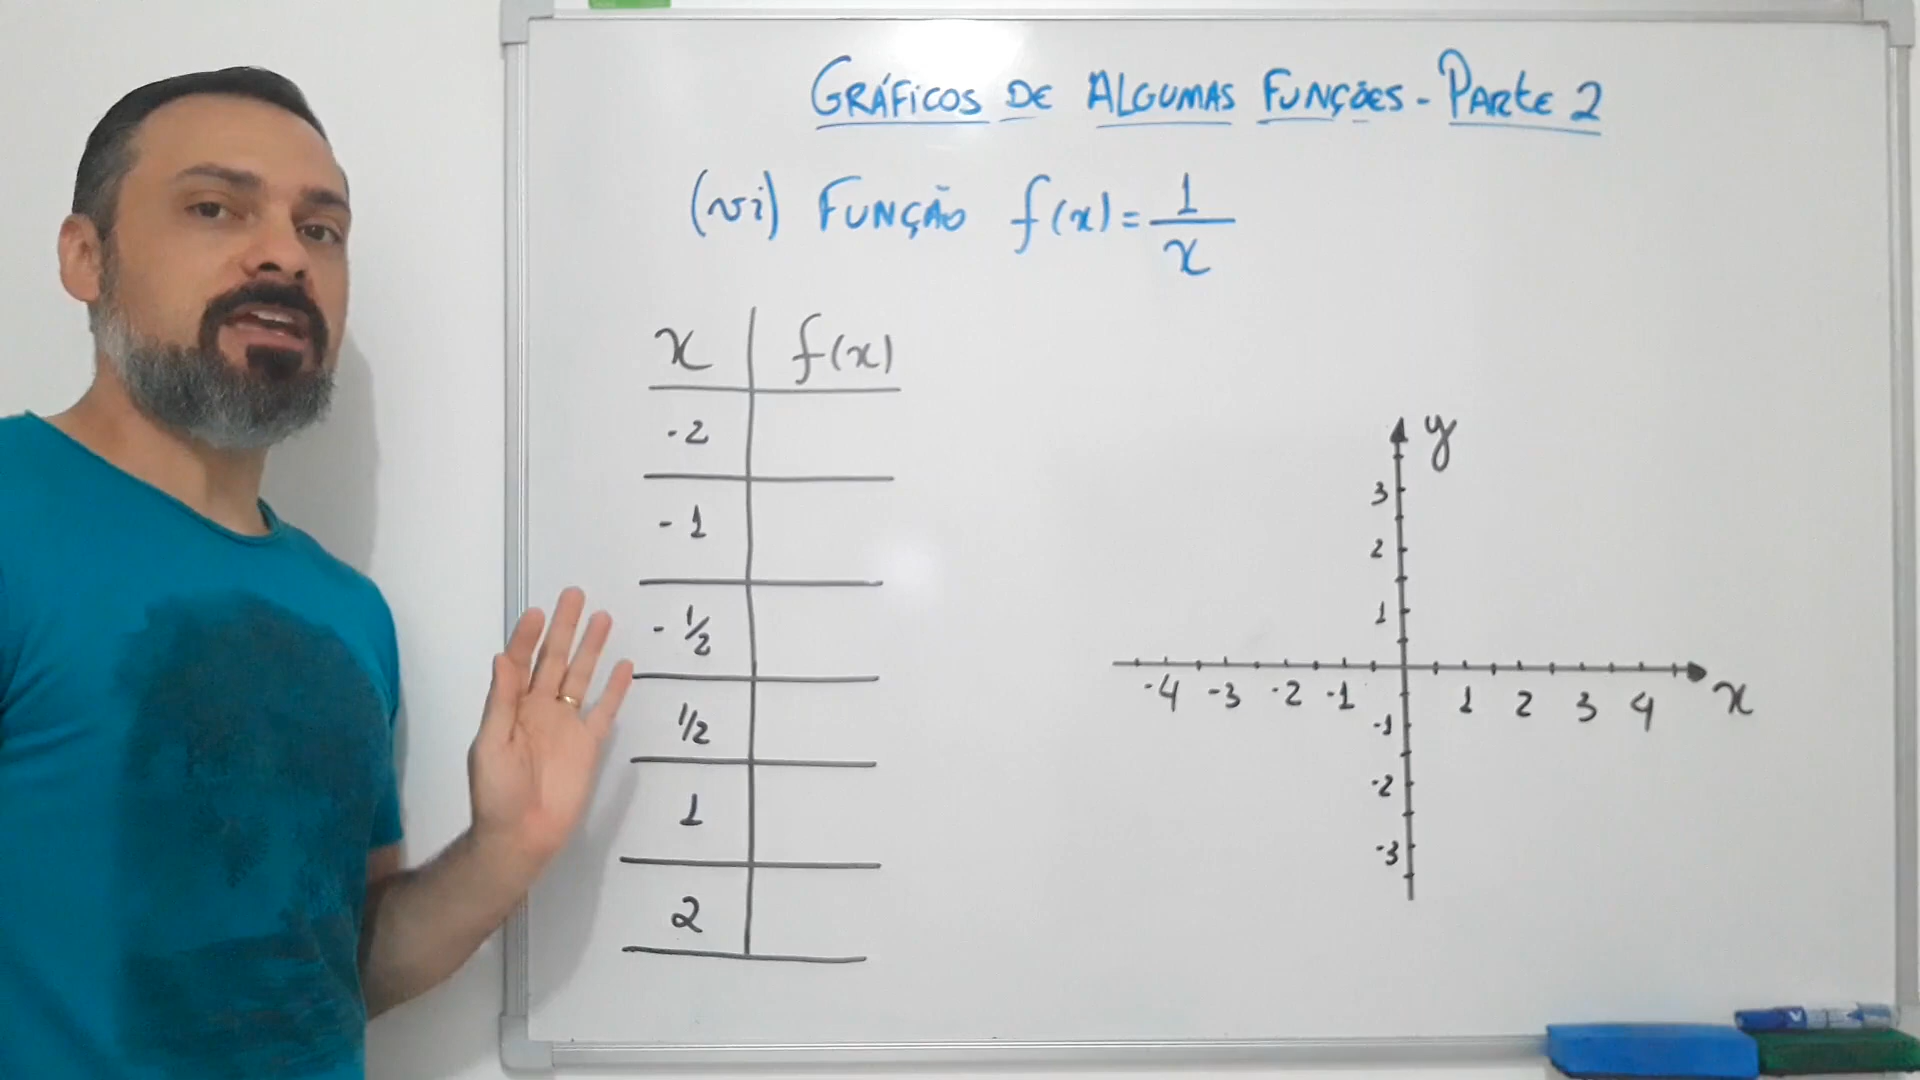 GRÁFICOS DE ALGUMAS FUNÇÕES - PARTE 2
(vi) FUNÇÃO f(x) = 1/x
x f(x)
-2
-1
-1/2
1/2
1
2
y
3
2
1
-4 -3 -2 -1 1 2 3 4 x
-1
-2
-3